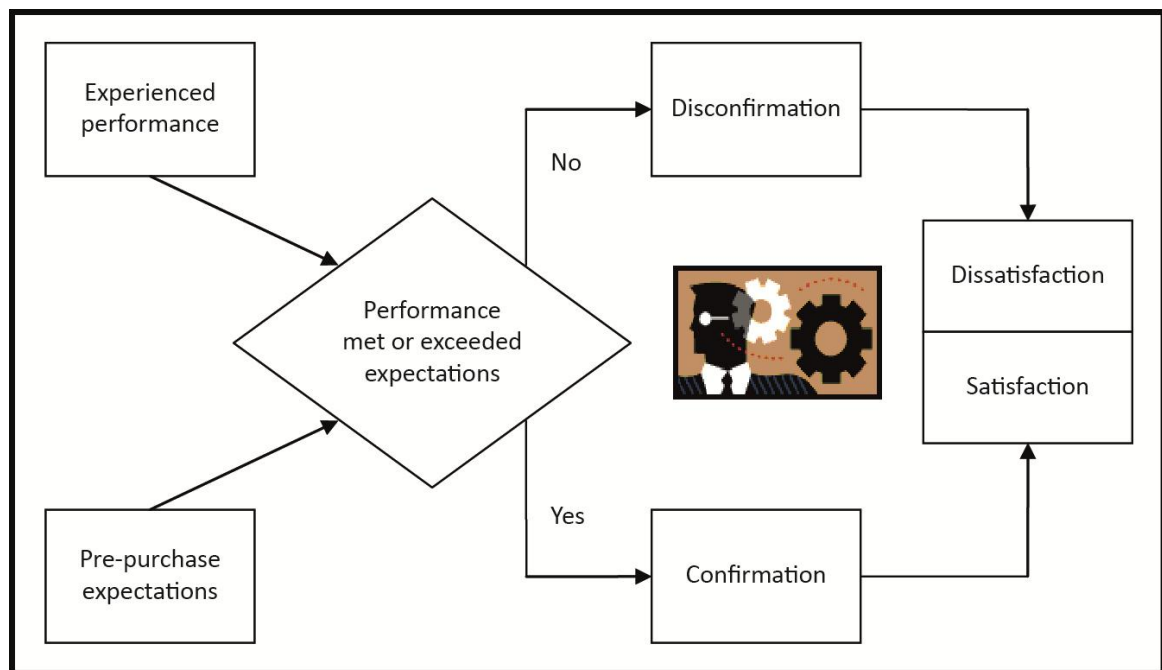 Experienced
performance
Disconfirmation
No
Performance
met or exceeded
expectations
Dissatisfaction
Satisfaction
Yes
Pre-purchase
expectations
Confirmation